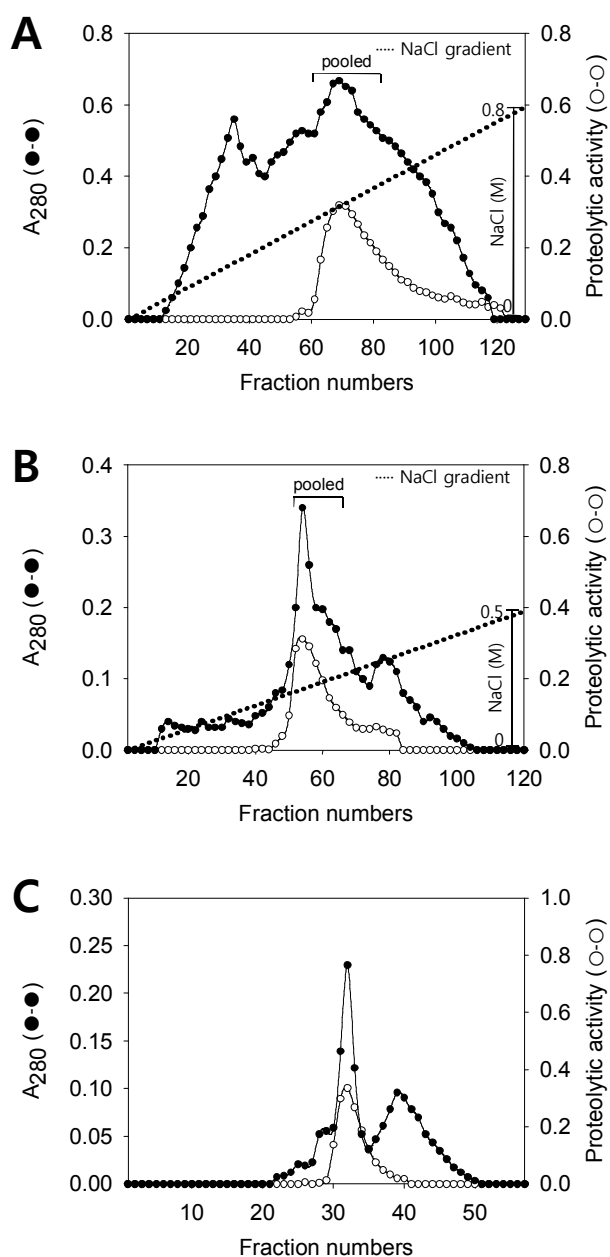 A
0.8
0.6
0.4
0.2
0.0
A280 (●-●)
pooled
····· NaCl gradient
0.8
NaCl (M)
0
0.8
0.6
0.4
0.2
0.0
Proteolytic activity (○-○)
20 40 60 80 100 120
Fraction numbers
B
0.4
0.3
0.2
0.1
0.0
A280 (●-●)
pooled
····· NaCl gradient
0.5
NaCl (M)
0
0.8
0.6
0.4
0.2
0.0
Proteolytic activity (○-○)
20 40 60 80 100 120
Fraction numbers
C
0.30
0.25
0.20
0.15
0.10
0.05
0.00
A280 (●-●)
1.0
0.8
0.6
0.4
0.2
0.0
Proteolytic activity (○-○)
10 20 30 40 50
Fraction numbers